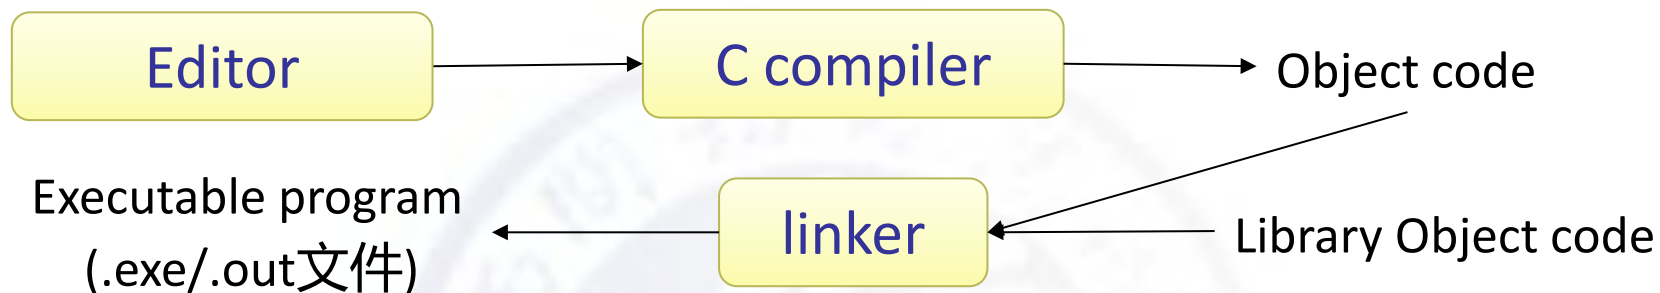 Editor
C compiler
Object code
Executable program
(.exe/.out文件)
linker
Library Object code